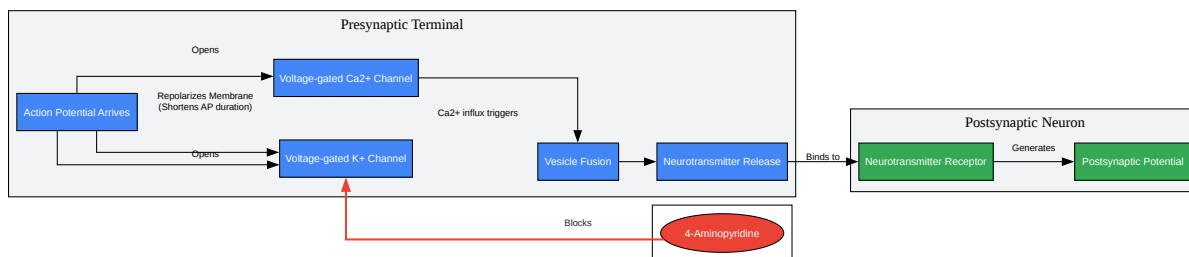 Presynaptic Terminal
Opens
Voltage-gated Ca2+ Channel
Repolarizes Membrane
(Shortens AP duration)
Action Potential Arrives
Ca2+ influx triggers
Opens
Voltage-gated K+ Channel
Vesicle Fusion
Neurotransmitter Release
Binds to
Postsynaptic Neuron
Neurotransmitter Receptor
Generates
Postsynaptic Potential
Blocks
4-Aminopyridine